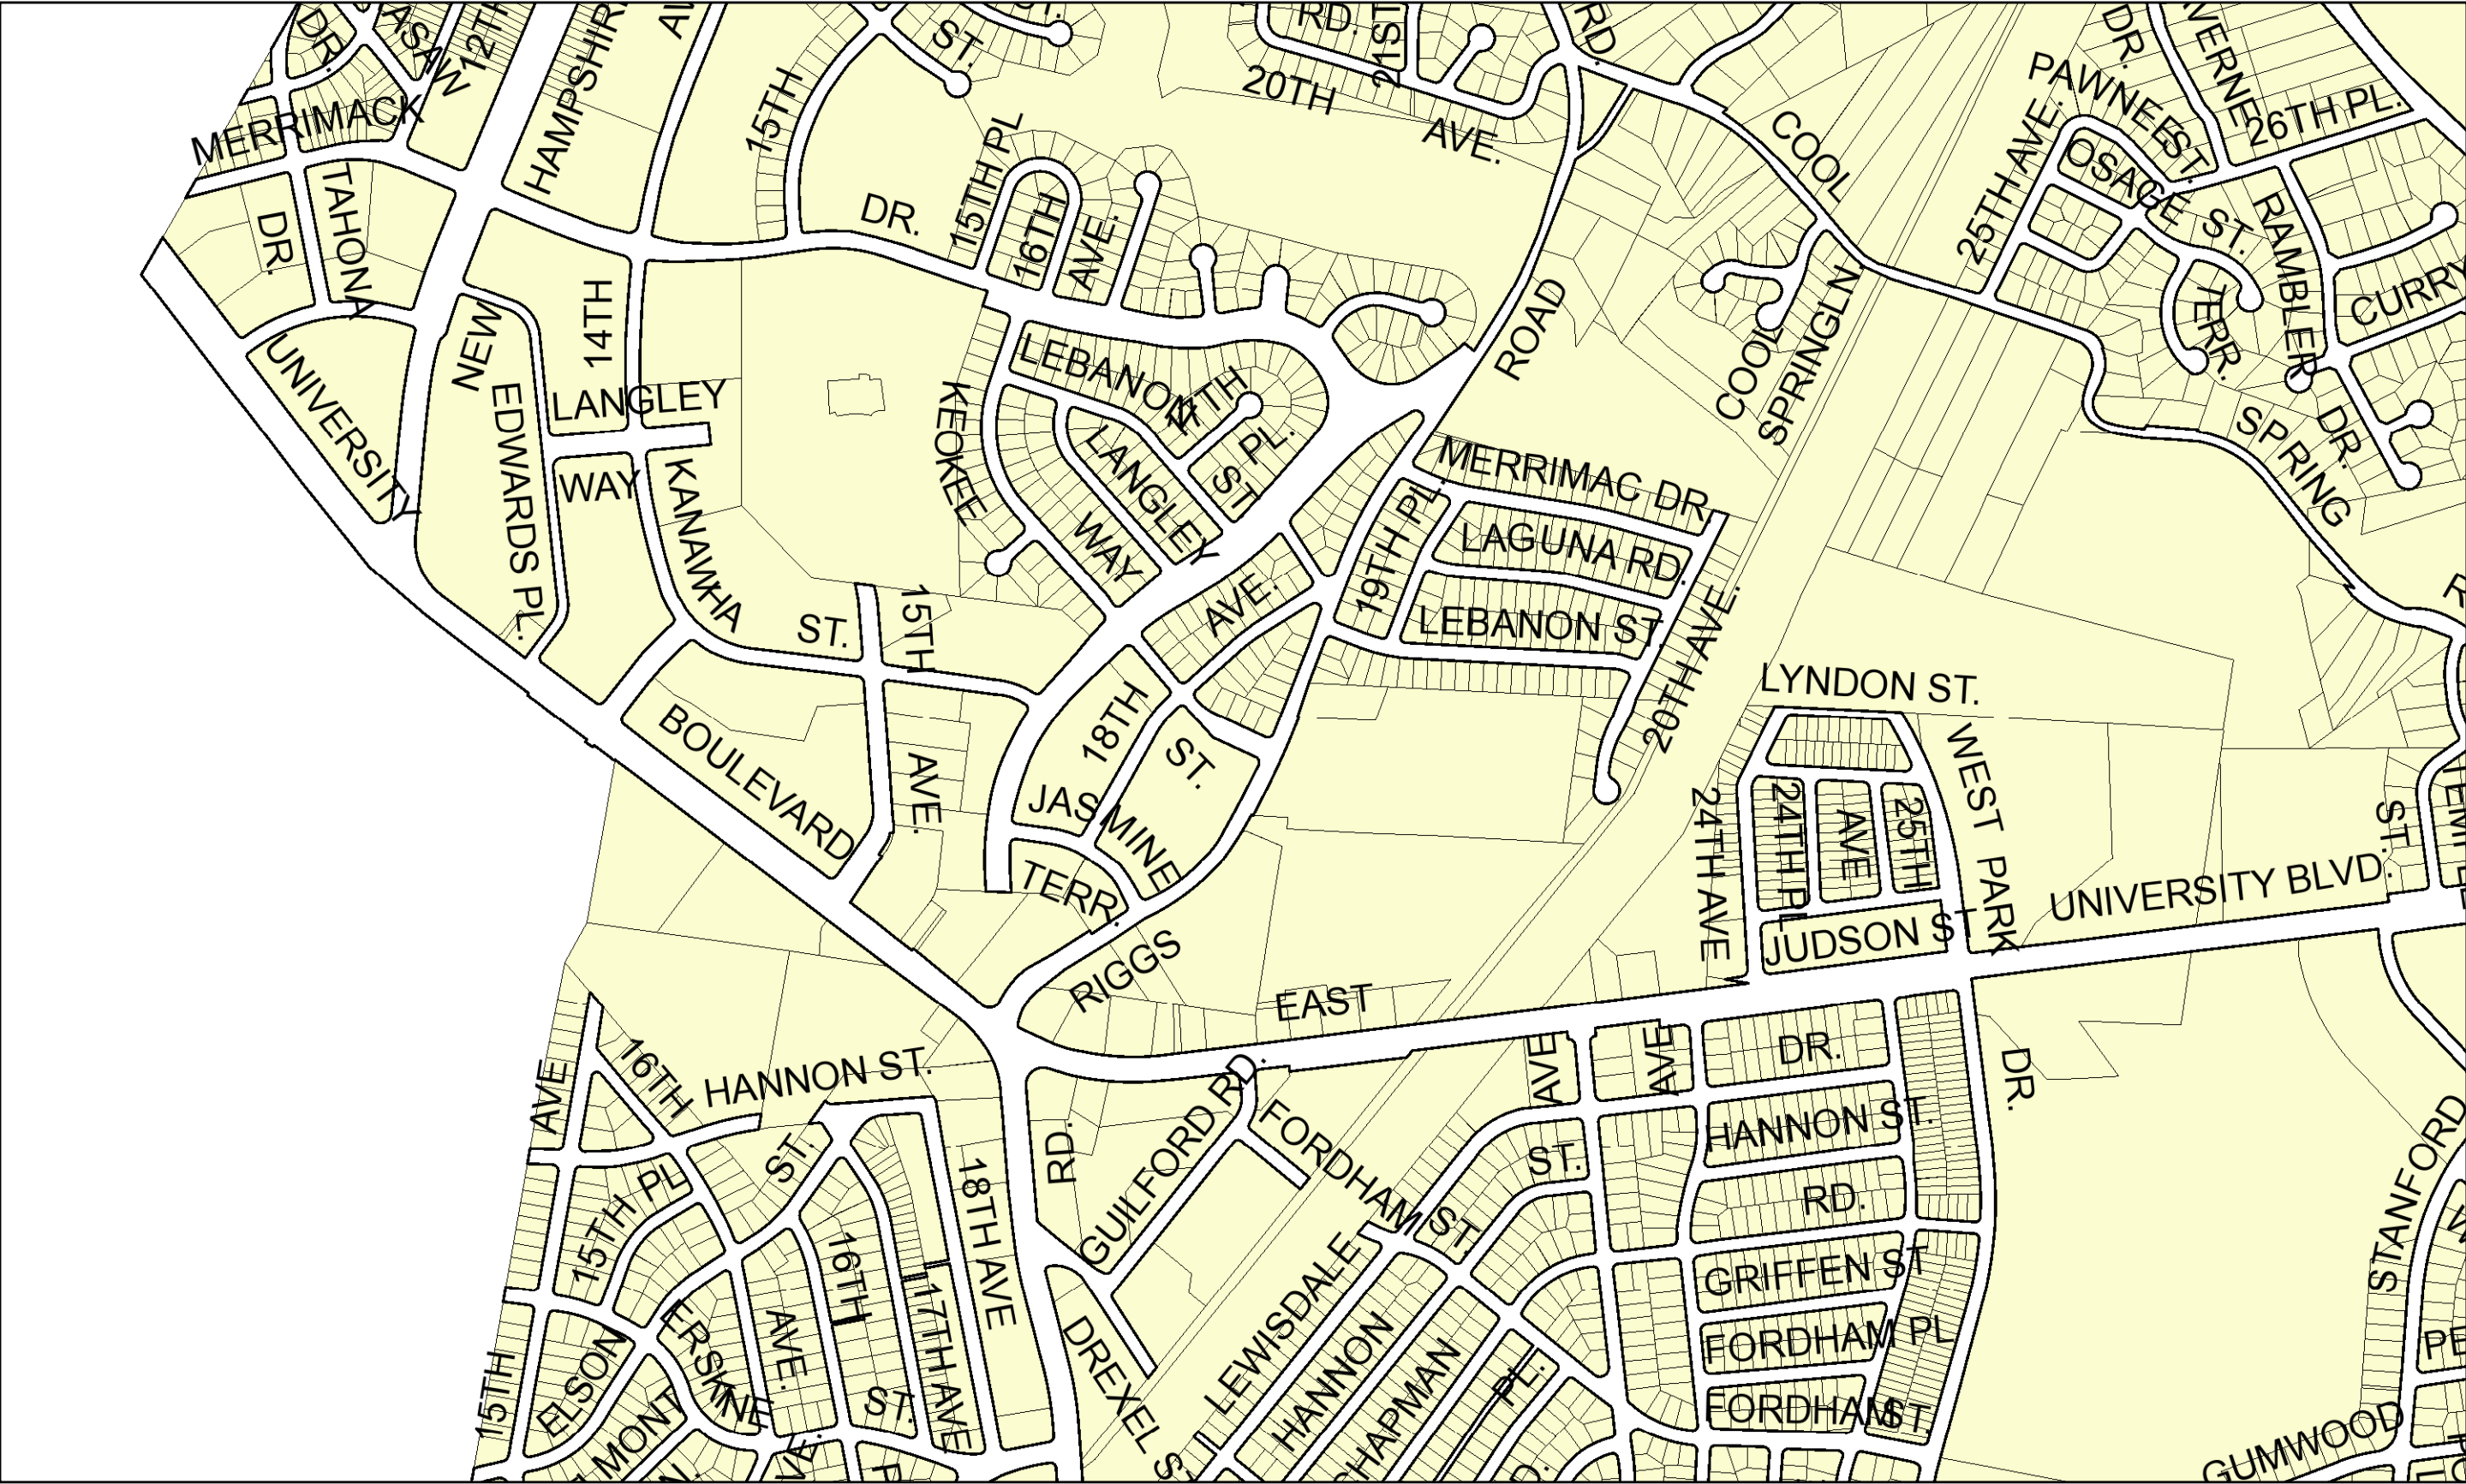 DR.
12TH
HAMPSHIRE
15TH
ST.
ST.
RD.
21ST
RD.
20TH
AVE.
COOL
DR.
PAWNEE ST.
26TH PL.
25TH AVE.
OSAGE ST.
MERRIMACK
DR.
TAHONA
15TH PL
16TH
AVE.
DR.
RAMBLER
CURRY
TERR.
DR.
UNIVERSITY
NEW
14TH
EDWARDS PL.
LANGLEY
WAY
KANAWHA
ST.
KEOKEE
LEBANON
ST
PL.
LANGLEY
WAY
ROAD
COOL
SPRING LN.
SPRING
MERRIMAC DR.
LAGUNA RD.
LEBANON ST.
19TH PL.
20TH AVE.
AVE.
15TH
AVE.
18TH
ST.
BOULEVARD
JASMINE
TERR.
RIGGS
LYNDON ST.
24TH AVE
24TH PL
AVE
25TH
WEST PARK
DR.
JUDSON ST
UNIVERSITY BLVD.
ST.
EAST
AVE
16TH
HANNON ST.
ST.
15TH PL
18TH AVE
RD.
GUILFORD RD.
FORDHAM ST.
AVE
AVE
DR.
HANNON ST.
ST.
RD.
GRIFFEN ST
FORDHAM PL
FORDHAM ST.
STANFORD
16TH
17TH AVE
AVE.
ERSKINE
ST.
15TH
ELSON
DREXEL
LEWISDALE
HANNON
CHAPMAN
PL.
GUMWOOD